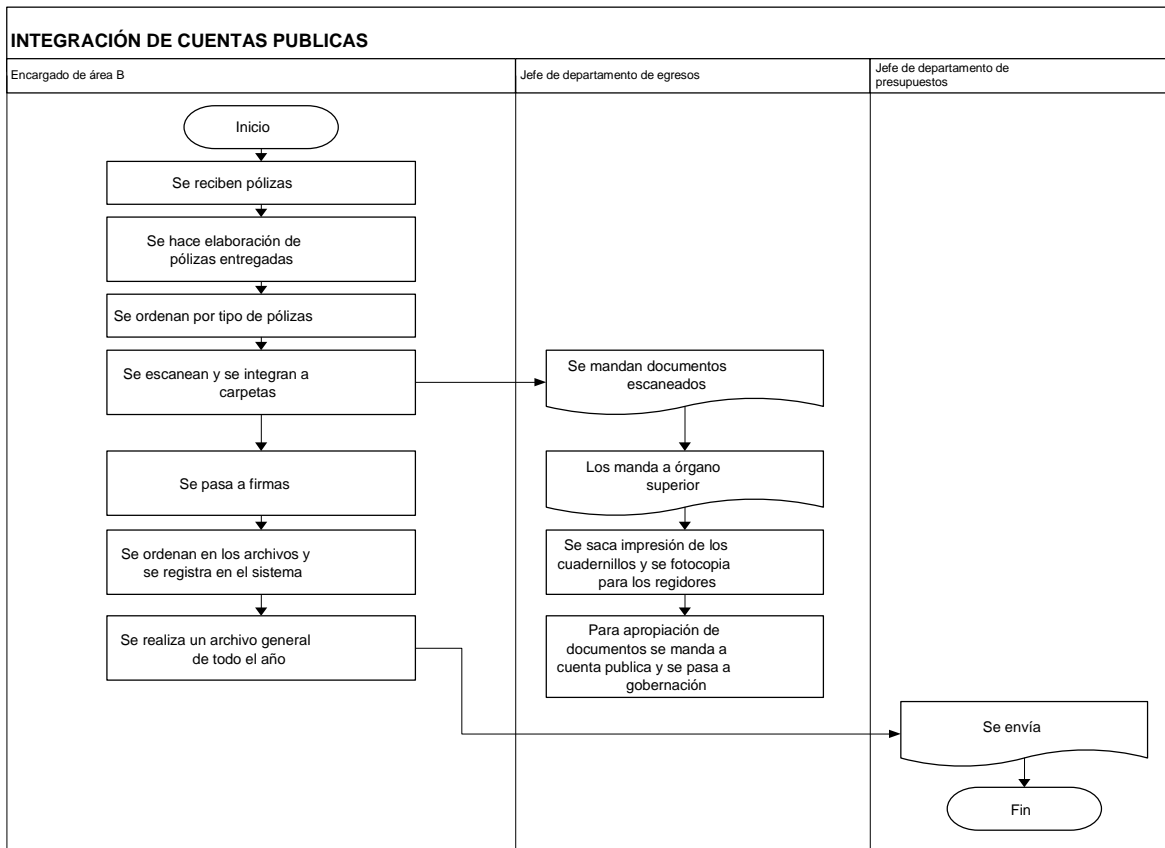 INTEGRACIÓN DE CUENTAS PUBLICAS
Encargado de área B
Jefe de departamento de egresos
Jefe de departamento de
presupuestos
Inicio
Se reciben pólizas
Se hace elaboración de
pólizas entregadas
Se ordenan por tipo de pólizas
Se escanean y se integran a
carpetas
Se pasa a firmas
Se ordenan en los archivos y
se registra en el sistema
Se realiza un archivo general
de todo el año
Se mandan documentos
escaneados
Los manda a órgano
superior
Se saca impresión de los
cuadernillos y se fotocopia
para los regidores
Para apropiación de
documentos se manda a
cuenta publica y se pasa a
gobernación
Se envía
Fin